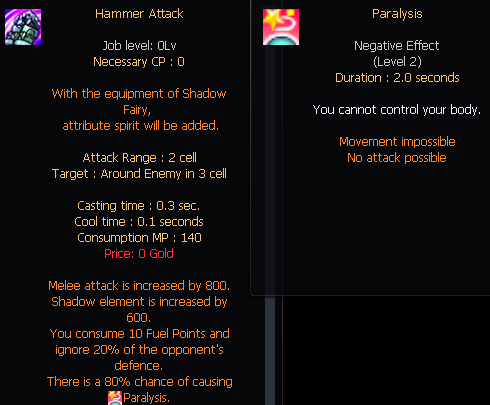 Hammer Attack
Job level: 0Lv
Necessary CP : 0
With the equipment of Shadow
Fairy,
attribute spirit will be added.
Attack Range : 2 cell
Target : Around Enemy in 3 cell
Casting time : 0.3 sec.
Cool time : 0.1 seconds
Consumption MP : 140
Price: 0 Gold
Melee attack is increased by 800.
Shadow element is increased by
600.
You consume 10 Fuel Points and
ignore 20% of the opponent's
defence.
There is a 80% chance of causing
Paralysis.
Paralysis
Negative Effect
(Level 2)
Duration : 2.0 seconds
You cannot control your body.
Movement impossible
No attack possible